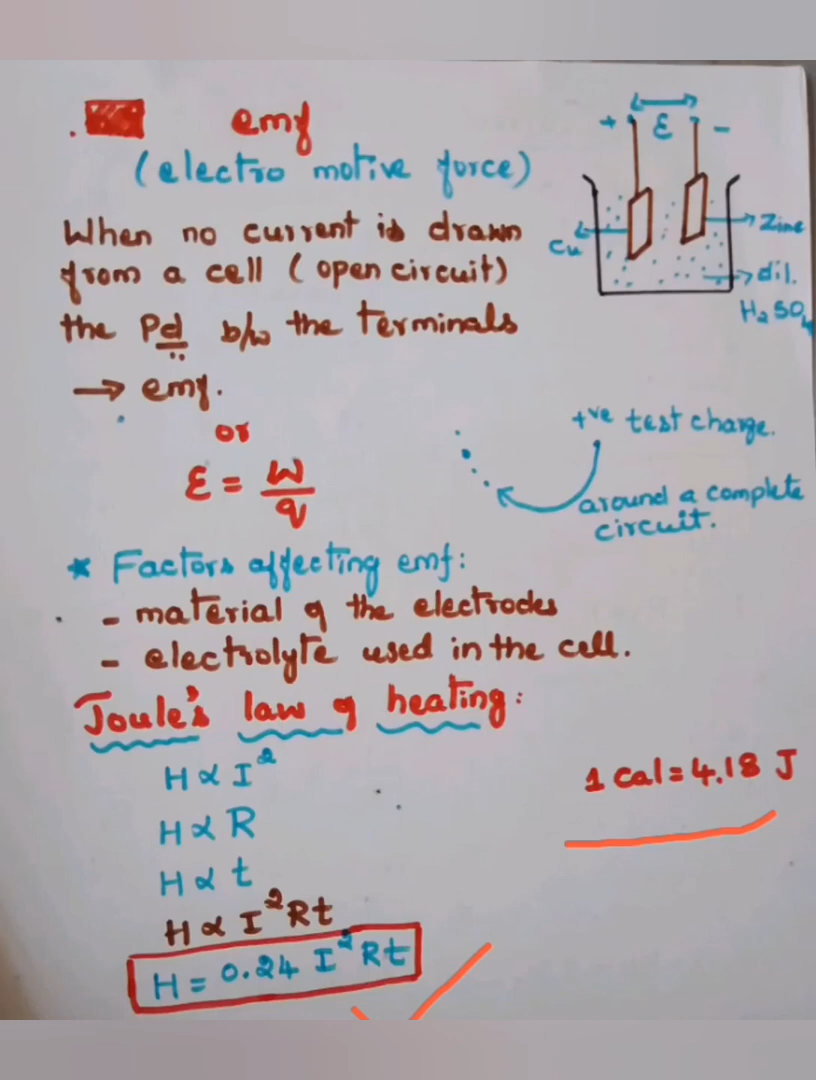 emf
(electro motive force)
+ ε -
Cu
Zinc
dil.
H₂SO₄
When no current is drawn
from a cell (open circuit)
the Pd b/w the terminals
→ emf.
or
ε = W/q
+ve test charge.
around a complete
circuit.
* Factors affecting emf:
- material of the electrodes
- electrolyte used in the cell.
Joule's law of heating:
H ∝ I²
H ∝ R
H ∝ t
H ∝ I²Rt
H = 0.24 I²Rt
1 Cal = 4.18 J